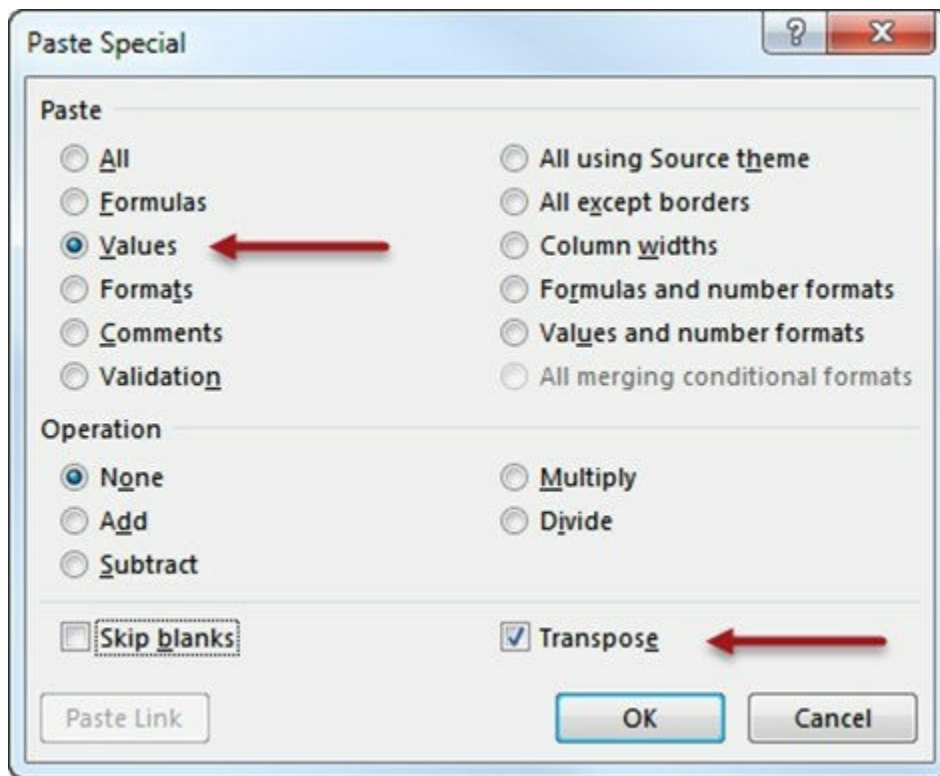 Paste Special
Paste
All
All using Source theme
Formulas
All except borders
Values
Column widths
Formats
Formulas and number formats
Comments
Values and number formats
Validation
All merging conditional formats
Operation
None
Multiply
Add
Divide
Subtract
Skip blanks
Transpose
Paste Link
OK
Cancel